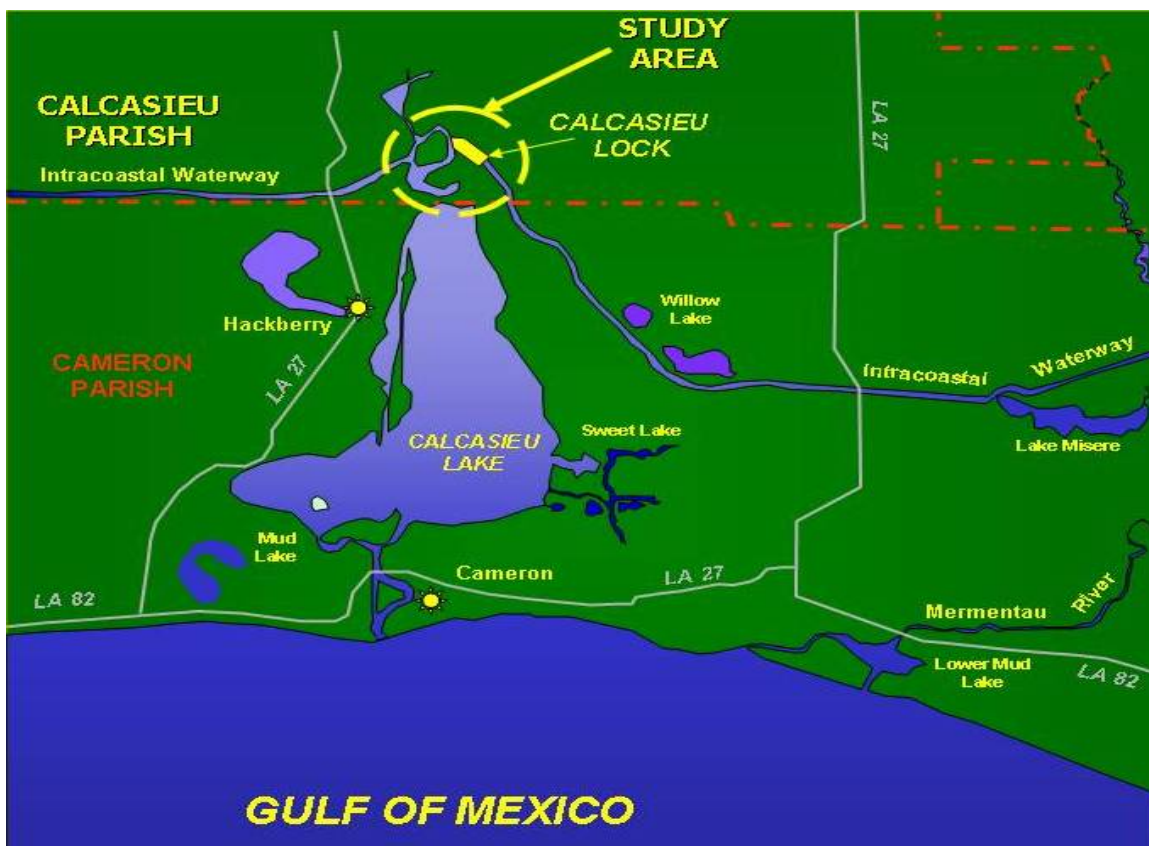 STUDY
AREA
CALCASIEU
PARISH
CALCASIEU
LOCK
LA 27
Intracoastal Waterway
Willow
Lake
Hackberry
CAMERON
PARISH
LA 27
Intracoastal
Waterway
CALCASIEU
LAKE
Sweet Lake
Lake Misere
Mud
Lake
Cameron
LA 27
LA 82
Mermentau
River
Lower Mud
Lake
LA 82
GULF OF MEXICO